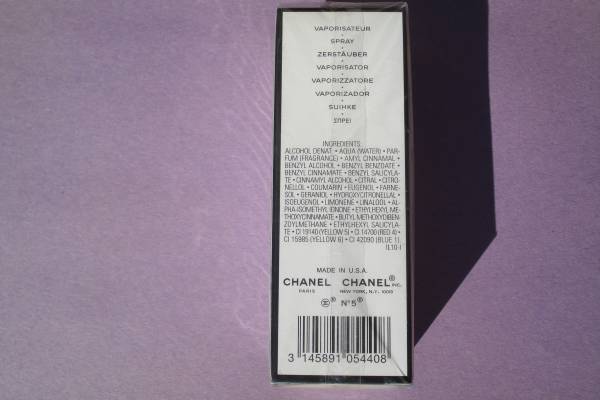 VAPORISATEUR
•
SPRAY
•
ZERSTÄUBER
•
VAPORISATOR
•
VAPORIZZATORE
•
VAPORIZADOR
•
SUIHKE
•
ΣΠΡΕΪ
INGREDIENTS:
ALCOHOL DENAT. • AQUA (WATER) • PAR-
FUM (FRAGRANCE) • AMYL CINNAMAL •
BENZYL ALCOHOL • BENZYL BENZOATE •
BENZYL CINNAMATE • BENZYL SALICYLA-
TE • CINNAMYL ALCOHOL • CITRAL • CITRO-
NELLOL • COUMARIN • EUGENOL • FARNE-
SOL • GERANIOL • HYDROXYCITRONELLAL •
ISOEUGENOL • LIMONENE • LINALOOL • AL-
PHA-ISOMETHYL IONONE • ETHYLHEXYL ME-
THOXYCINNAMATE • BUTYL METHOXYDIBEN-
ZOYLMETHANE • ETHYLHEXYL SALICYLA-
TE • CI 19140 (YELLOW 5) • CI 14700 (RED 4) •
CI 15985 (YELLOW 6) • CI 42090 (BLUE 1).
IL10-I
MADE IN U.S.A.
CHANEL CHANEL® INC.
PARIS NEW YORK, N.Y. 10019
® N°5®
3 145891 054408